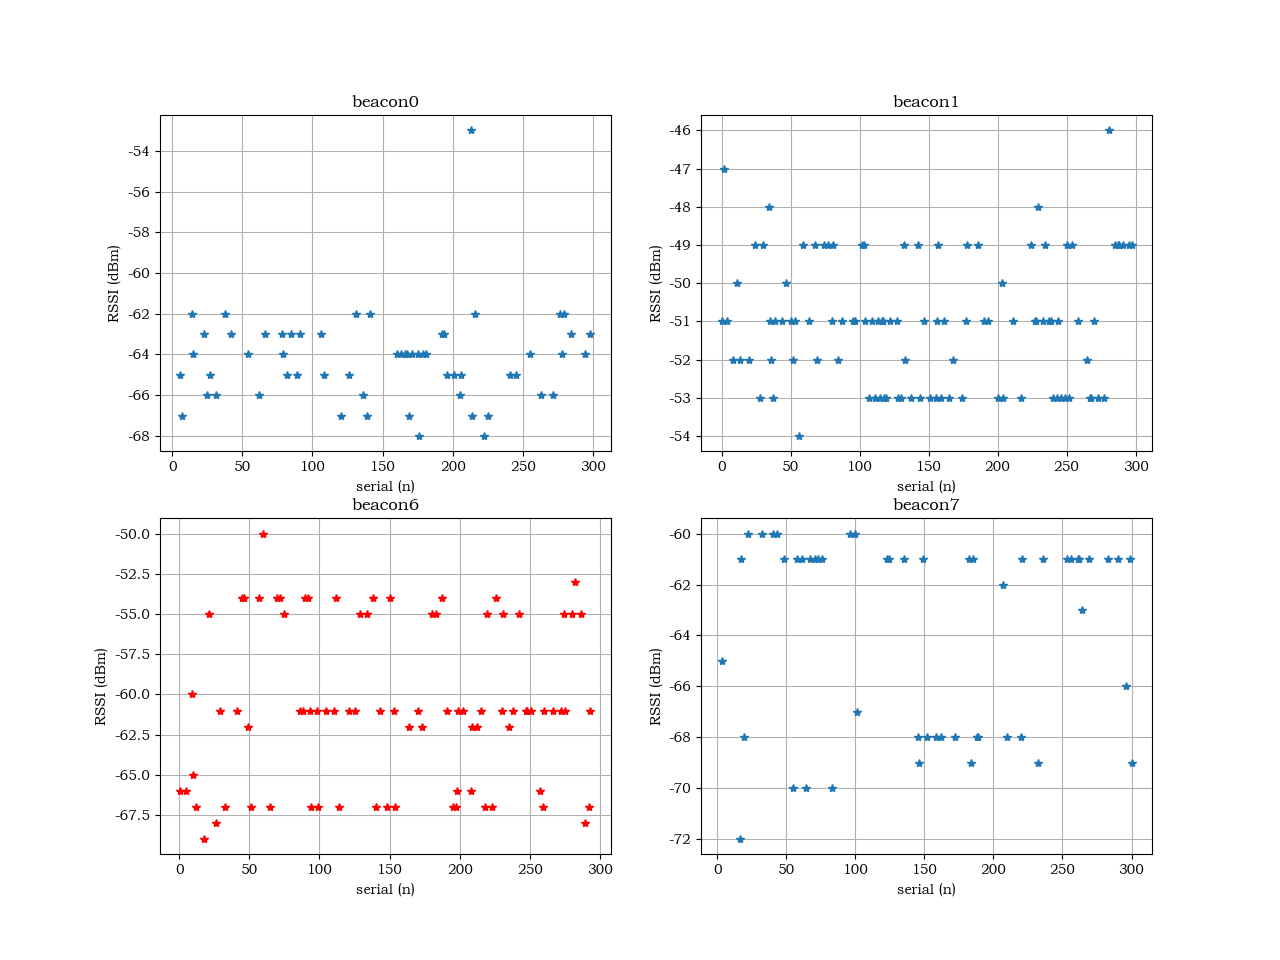 beacon0
-54
-56
-58
-60
-62
-64
-66
-68
RSSI (dBm)
0 50 100 150 200 250 300
serial (n)
beacon1
-46
-47
-48
-49
-50
-51
-52
-53
-54
RSSI (dBm)
0 50 100 150 200 250 300
serial (n)
beacon6
-50.0
-52.5
-55.0
-57.5
-60.0
-62.5
-65.0
-67.5
RSSI (dBm)
0 50 100 150 200 250 300
serial (n)
beacon7
-60
-62
-64
-66
-68
-70
-72
RSSI (dBm)
0 50 100 150 200 250 300
serial (n)